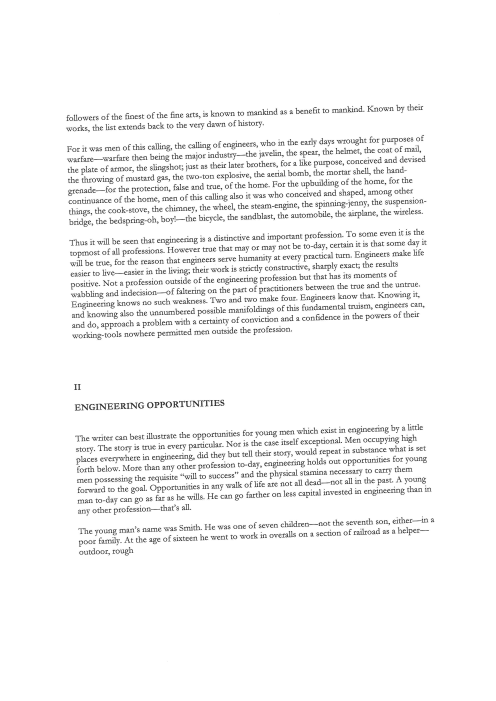 followers of the finest of the fine arts, is known to mankind as a benefit to mankind. Known by their
works, the list extends back to the very dawn of history.
For it was men of this calling, the calling of engineers, who in the early days wrought for purposes of
warfare—warfare then being the major industry—the javelin, the spear, the helmet, the coat of mail,
the plate of armor, the slingshot; just as their later brothers, for a like purpose, conceived and devised
the throwing of mustard gas, the two-ton explosive, the aerial bomb, the mortar shell, the hand-
grenade—for the protection, false and true, of the home. For the upbuilding of the home, for the
continuance of the home, men of this calling also it was who conceived and shaped, among other
things, the cook-stove, the chimney, the wheel, the steam-engine, the spinning-jenny, the suspension-
bridge, the bedspring-oh, boy!—the bicycle, the sandblast, the automobile, the airplane, the wireless.
Thus it will be seen that engineering is a distinctive and important profession. To some even it is the
topmost of all professions. However true that may or may not be to-day, certain it is that some day it
will be true, for the reason that engineers serve humanity at every practical turn. Engineers make life
easier to live—easier in the living; their work is strictly constructive, sharply exact; the results
positive. Not a profession outside of the engineering profession but that has its moments of
wabbling and indecision—of faltering on the part of practitioners between the true and the untrue.
Engineering knows no such weakness. Two and two make four. Engineers know that. Knowing it,
and knowing also the unnumbered possible manifoldings of this fundamental truism, engineers can,
and do, approach a problem with a certainty of conviction and a confidence in the powers of their
working-tools nowhere permitted men outside the profession.
II
ENGINEERING OPPORTUNITIES
The writer can best illustrate the opportunities for young men which exist in engineering by a little
story. The story is true in every particular. Nor is the case itself exceptional. Men occupying high
places everywhere in engineering, did they but tell their story, would repeat in substance what is set
forth below. More than any other profession to-day, engineering holds out opportunities for young
men possessing the requisite "will to success" and the physical stamina necessary to carry them
forward to the goal. Opportunities in any walk of life are not all dead—not all in the past. A young
man to-day can go as far as he wills. He can go farther on less capital invested in engineering than in
any other profession—that's all.
The young man's name was Smith. He was one of seven children—not the seventh son, either—in a
poor family. At the age of sixteen he went to work in overalls on a section of railroad as a helper—
outdoor, rough